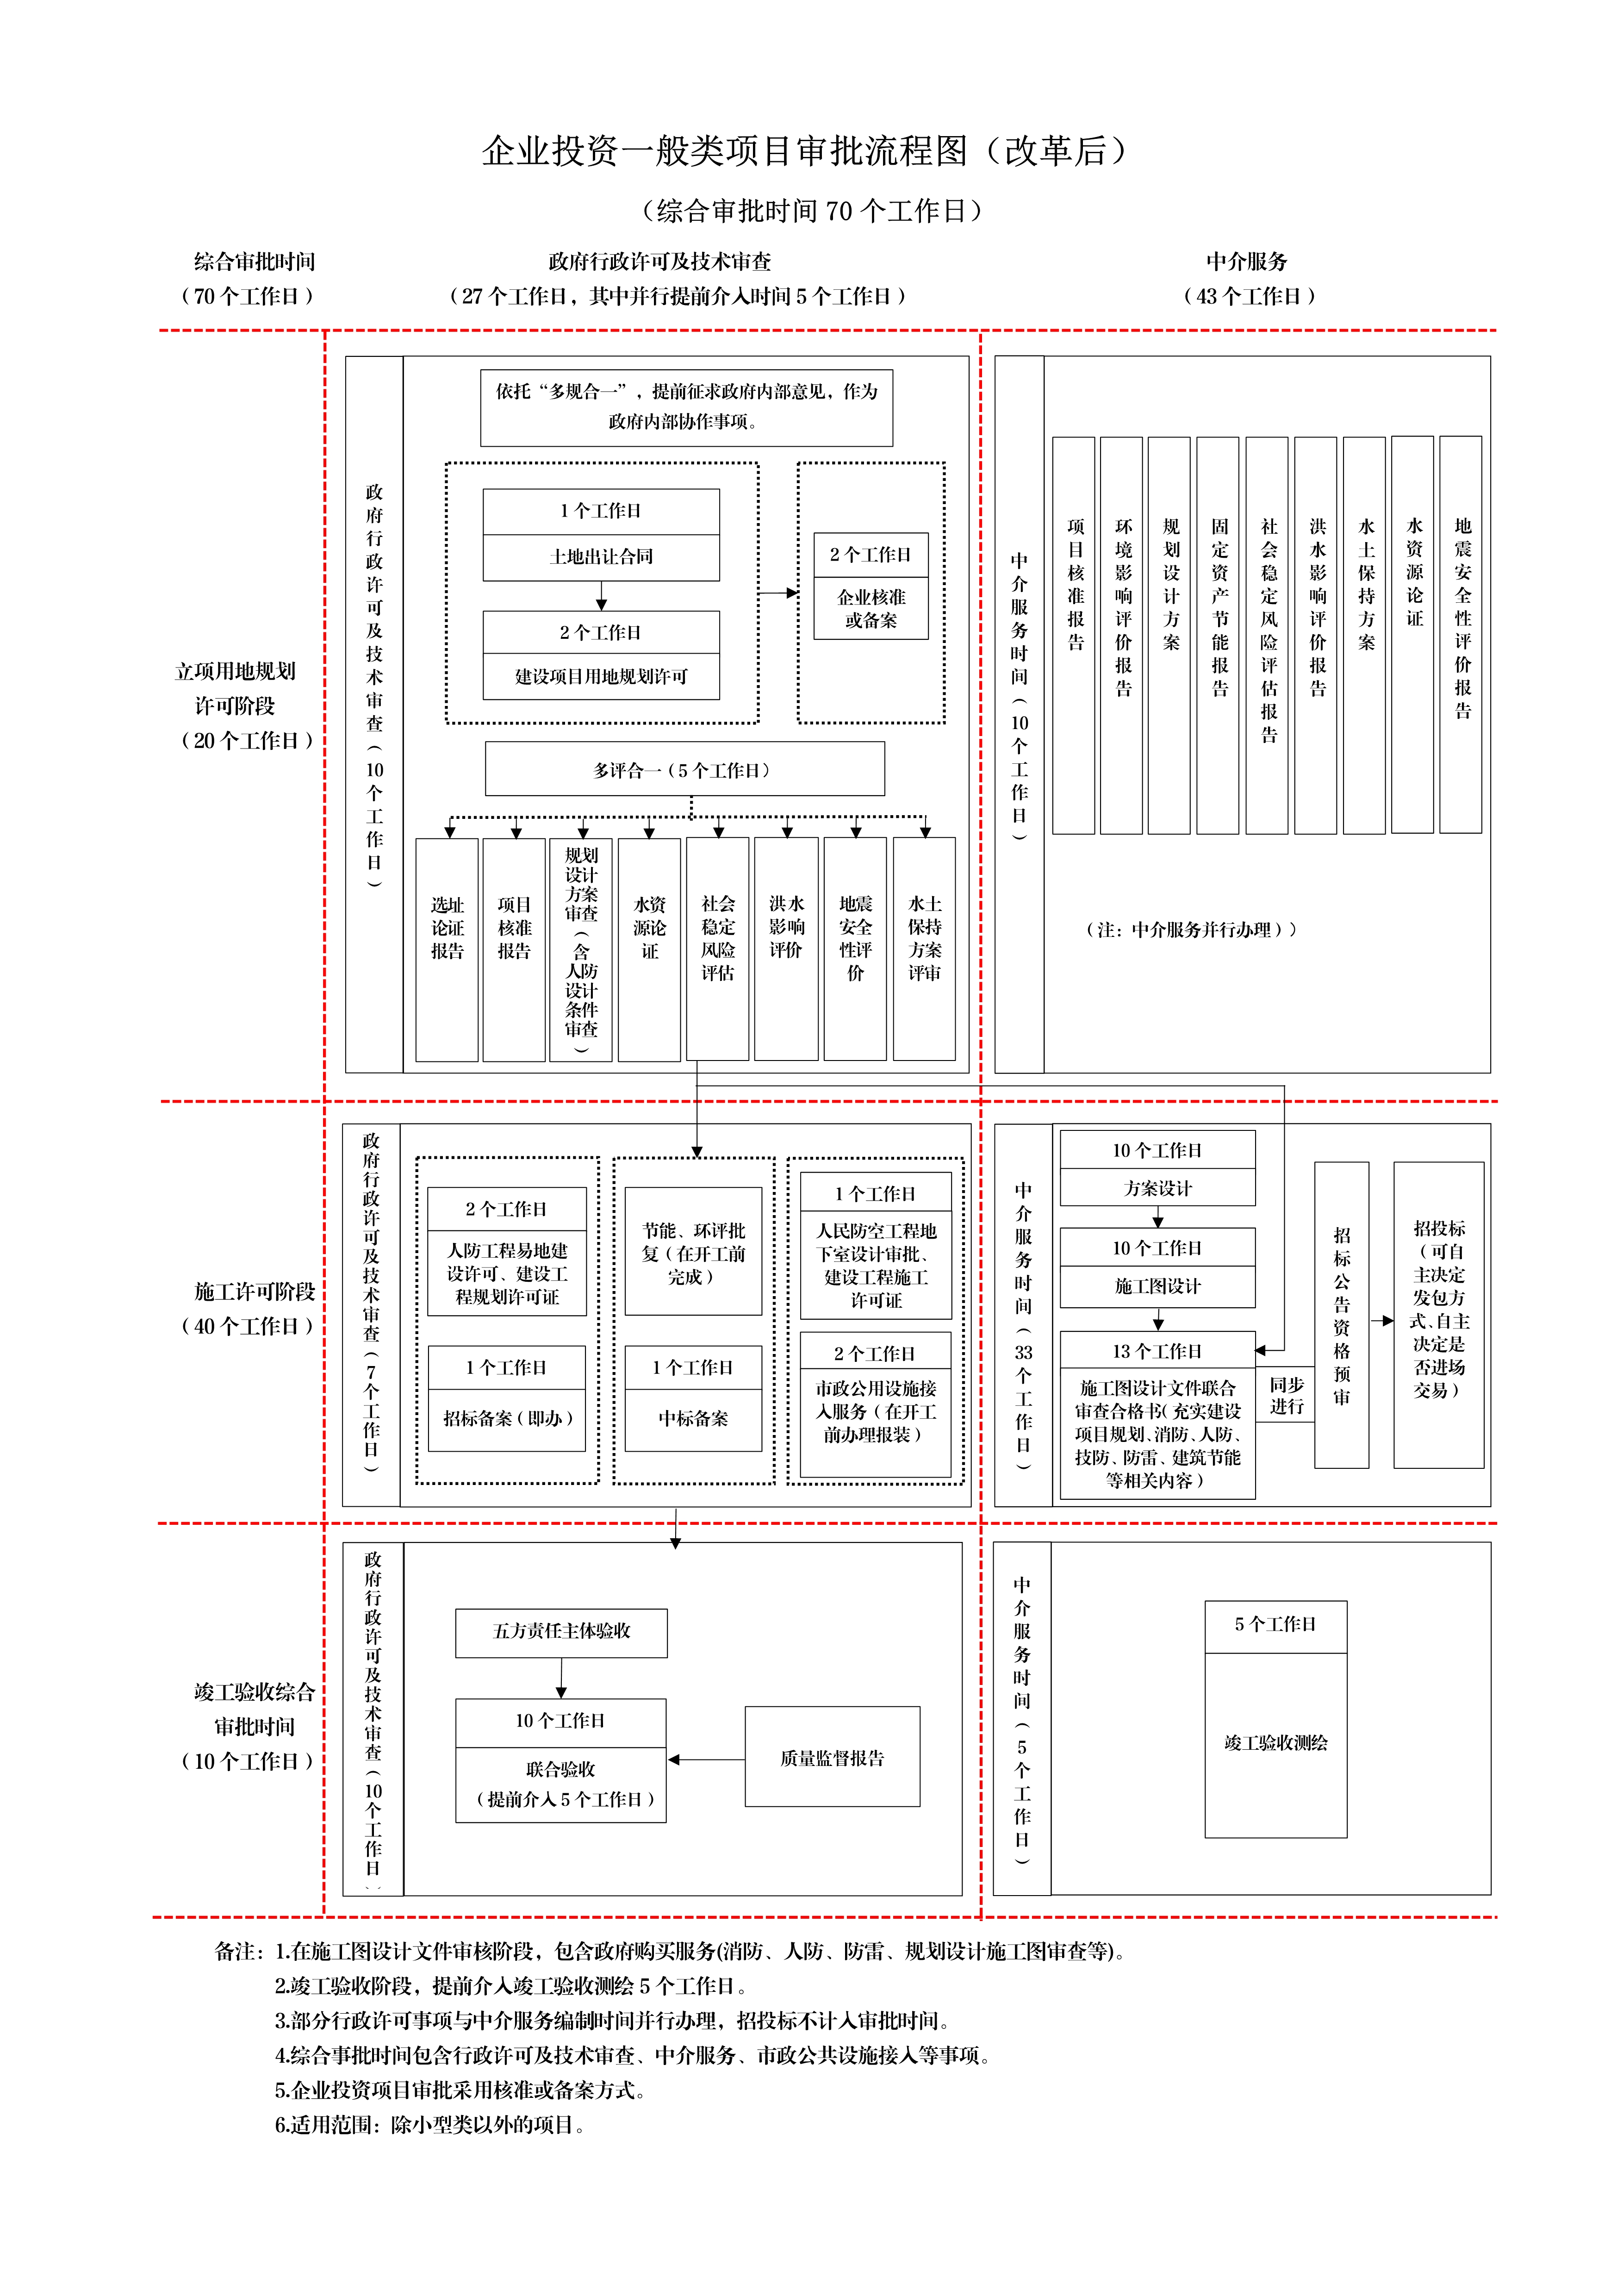 企业投资一般类项目审批流程图（改革后）
（综合审批时间 70 个工作日）
综合审批时间
（70 个工作日）
政府行政许可及技术审查
（27 个工作日，其中并行提前介入时间 5 个工作日）
中介服务
（43 个工作日）
立项用地规划
许可阶段
（20 个工作日）
政府行政许可及技术审查（10个工作日）
依托“多规合一”，提前征求政府内部意见，作为
政府内部协作事项。
1 个工作日
土地出让合同
2 个工作日
建设项目用地规划许可
2 个工作日
企业核准
或备案
多评合一（5 个工作日）
选址
论证
报告
项目
核准
报告
规划
设计
方案
审查
（
含
人防
设计
条件
审查
）
水资
源论
证
社会
稳定
风险
评估
洪水
影响
评价
地震
安全
性评
价
水土
保持
方案
评审
中介服务时间（10个工作日）
项目核准报告
环境影响评价报告
规划设计方案
固定资产节能报告
社会稳定风险评估报告
洪水影响评价报告
水土保持方案
水资源论证
地震安全性评价报告
（注：中介服务并行办理））
施工许可阶段
（40 个工作日）
政府行政许可及技术审查（7个工作日）
2 个工作日
人防工程易地建
设许可、建设工
程规划许可证
1 个工作日
招标备案（即办）
节能、环评批
复（在开工前
完成）
1 个工作日
中标备案
1 个工作日
人民防空工程地
下室设计审批、
建设工程施工
许可证
2 个工作日
市政公用设施接
入服务（在开工
前办理报装）
中介服务时间（33个工作日）
10 个工作日
方案设计
10 个工作日
施工图设计
13 个工作日
施工图设计文件联合
审查合格书（充实建设
项目规划、消防、人防、
技防、防雷、建筑节能
等相关内容）
同步
进行
招标公告资格预审
招投标
（可自
主决定
发包方
式、自主
决定是
否进场
交易）
竣工验收综合
审批时间
（10 个工作日）
政府行政许可及技术审查（10个工作日
五方责任主体验收
10 个工作日
联合验收
（提前介入 5 个工作日）
质量监督报告
中介服务时间（5个工作日）
5 个工作日
竣工验收测绘
备注：1.在施工图设计文件审核阶段，包含政府购买服务(消防、人防、防雷、规划设计施工图审查等)。
2.竣工验收阶段，提前介入竣工验收测绘 5 个工作日。
3.部分行政许可事项与中介服务编制时间并行办理，招投标不计入审批时间。
4.综合事批时间包含行政许可及技术审查、中介服务、市政公共设施接入等事项。
5.企业投资项目审批采用核准或备案方式。
6.适用范围：除小型类以外的项目。